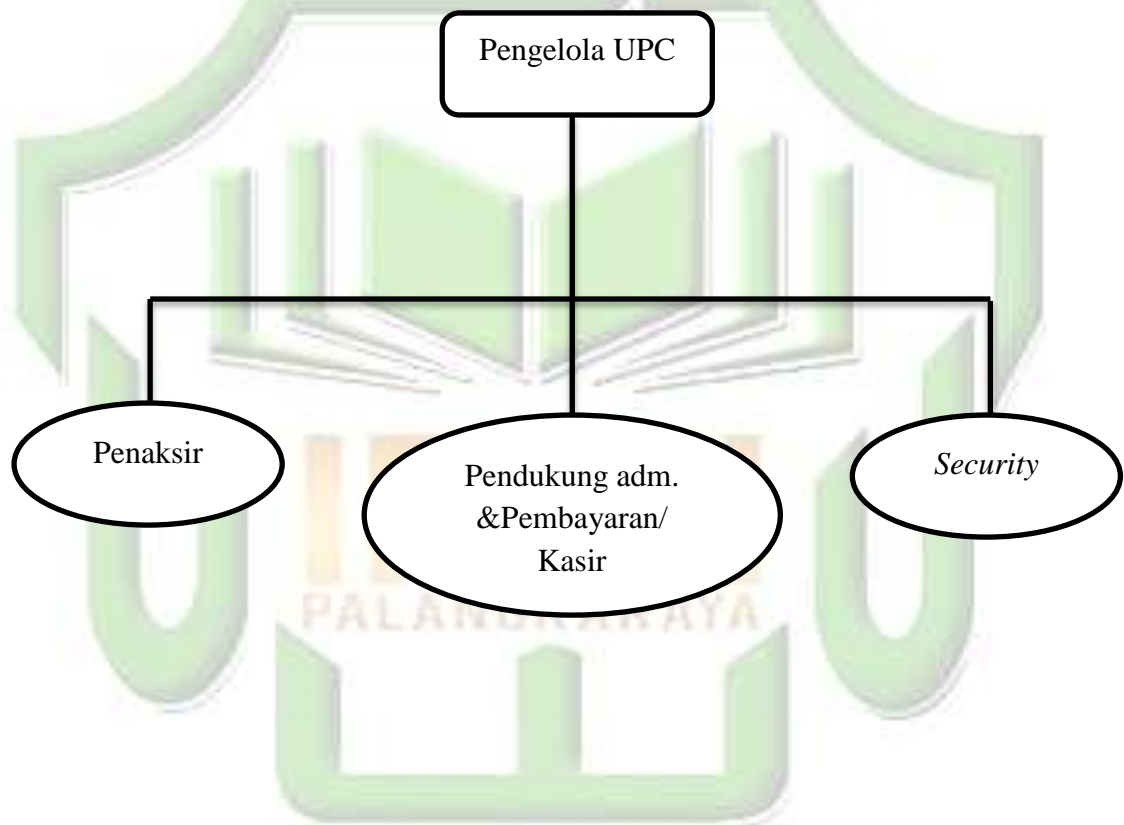 Pengelola UPC
Penaksir
Pendukung adm.
&Pembayaran/
Kasir
Security
PALANGKARAYA